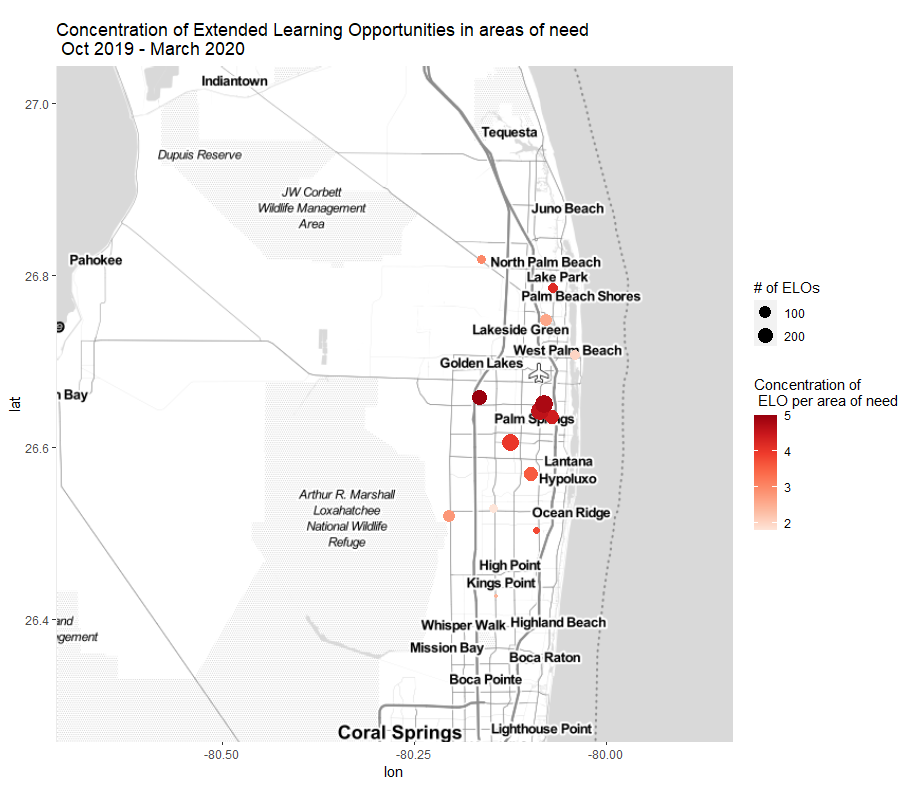 Concentration of Extended Learning Opportunities in areas of need
Oct 2019 - March 2020
Indiantown
27.0
Tequesta
Dupuis Reserve
JW Corbett
Wildlife Management
Area
Juno Beach
Pahokee
North Palm Beach
26.8
Lake Park
Palm Beach Shores
# of ELOs
100
200
Lakeside Green
West Palm Beach
Golden Lakes
Concentration of
ELO per area of need
n Bay
lat
5
4
3
2
Palm Springs
26.6
Lantana
Hypoluxo
Arthur R. Marshall
Loxahatchee
National Wildlife
Refuge
Ocean Ridge
High Point
Kings Point
26.4
and
gement
Whisper Walk
Highland Beach
Mission Bay
Boca Raton
Boca Pointe
Coral Springs
Lighthouse Point
-80.50
-80.25
-80.00
lon